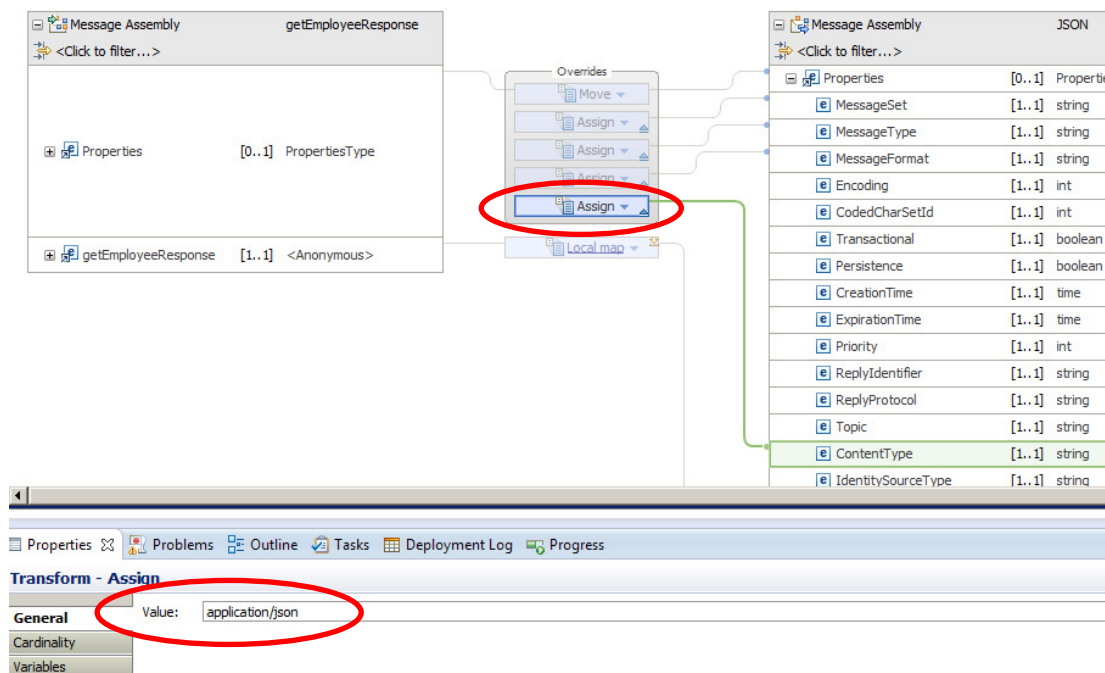 Message Assembly getEmployeeResponse
<Click to filter...>
Properties [0..1] PropertiesType
getEmployeeResponse [1..1] <Anonymous>
Overrides
Move
Assign
Assign
Assign
Assign
Local map
Message Assembly JSON
<Click to filter...>
Properties [0..1]
MessageSet [1..1] string
MessageType [1..1] string
MessageFormat [1..1] string
Encoding [1..1] int
CodedCharSetId [1..1] int
Transactional [1..1] boolean
Persistence [1..1] boolean
CreationTime [1..1] time
ExpirationTime [1..1] time
Priority [1..1] int
ReplyIdentifier [1..1] string
ReplyProtocol [1..1] string
Topic [1..1] string
ContentType [1..1] string
IdentitySourceType [1..1] string
Properties Problems Outline Tasks Deployment Log Progress
Transform - Assign
General
Value: application/json
Cardinality
Variables